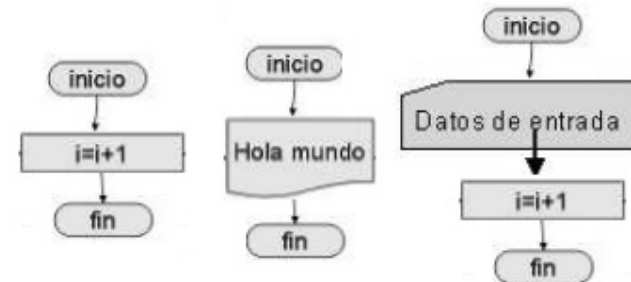 inicio
i=i+1
fin
inicio
Hola mundo
fin
inicio
Datos de entrada
i=i+1
fin